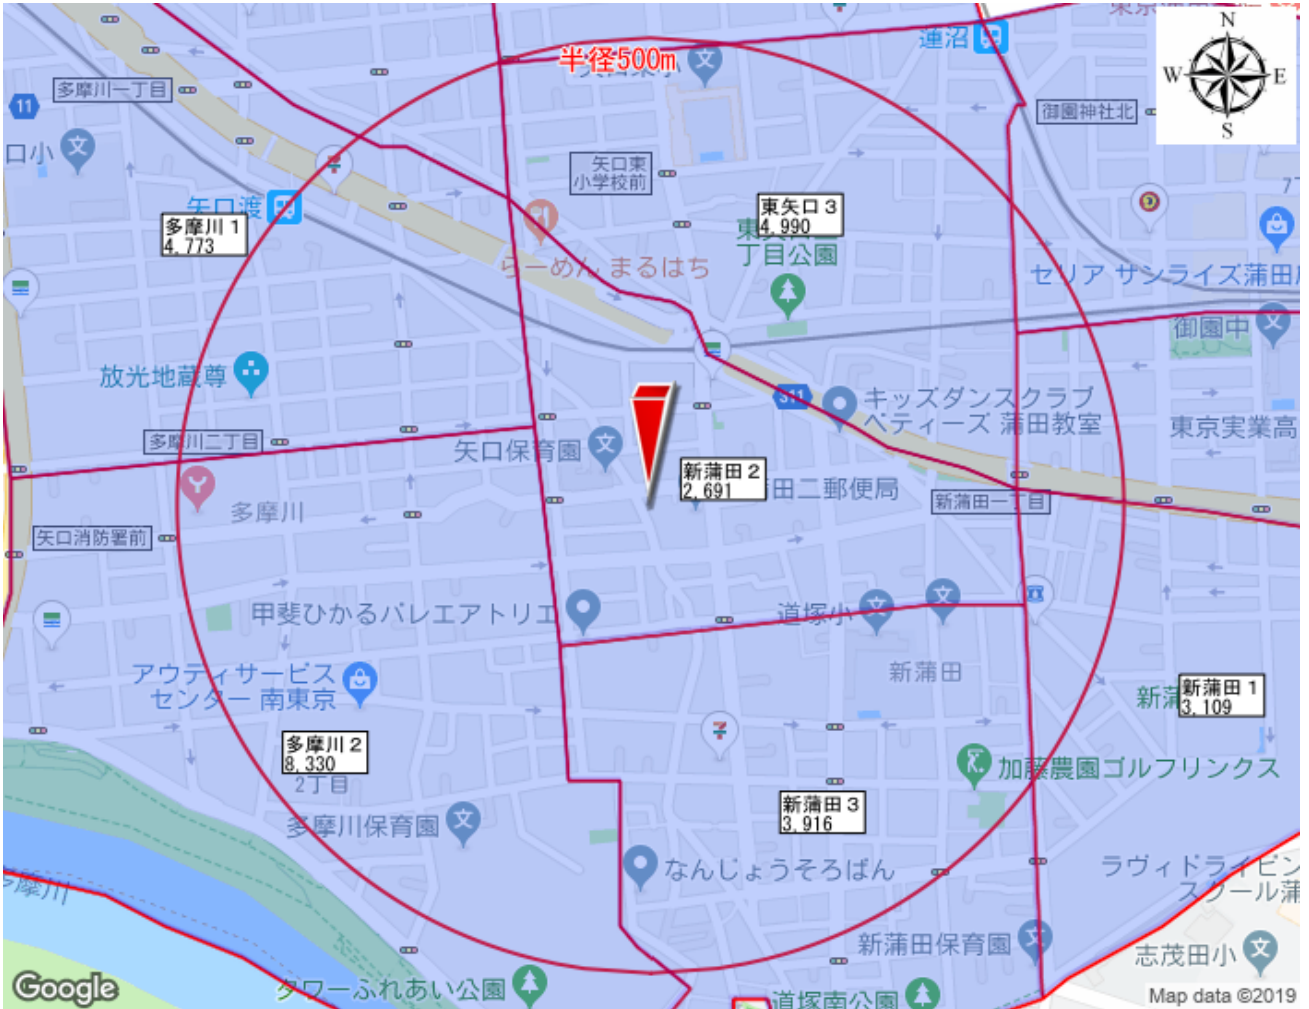 半径500m
蓮沼
N
W
E
S
11
多摩川一丁目
御園神社北
口小
矢口東
小学校前
矢口渡
多摩川１
4,773
東矢口３
4,990
丁目公園
らーめん まるはち
セリア サンライズ蒲田
御園中
放光地蔵尊
311
キッズダンスクラブ
ベティーズ 蒲田教室
東京実業高
多摩川二丁目
矢口保育園
新蒲田２
2,691
田二郵便局
新蒲田一丁目
多摩川
矢口消防署前
甲斐ひかるバレエアトリエ
道塚小
新蒲田
アウティサービス
センター 南東京
新蒲田１
3,109
多摩川２
8,330
2丁目
加藤農園ゴルフリンクス
新蒲田３
3,916
多摩川保育園
なんじょうそろばん
ラヴィドライビン
スクール蒲
多摩川
新蒲田保育園
志茂田小
Google
タワーふれあい公園
道塚南公園
Map data ©2019